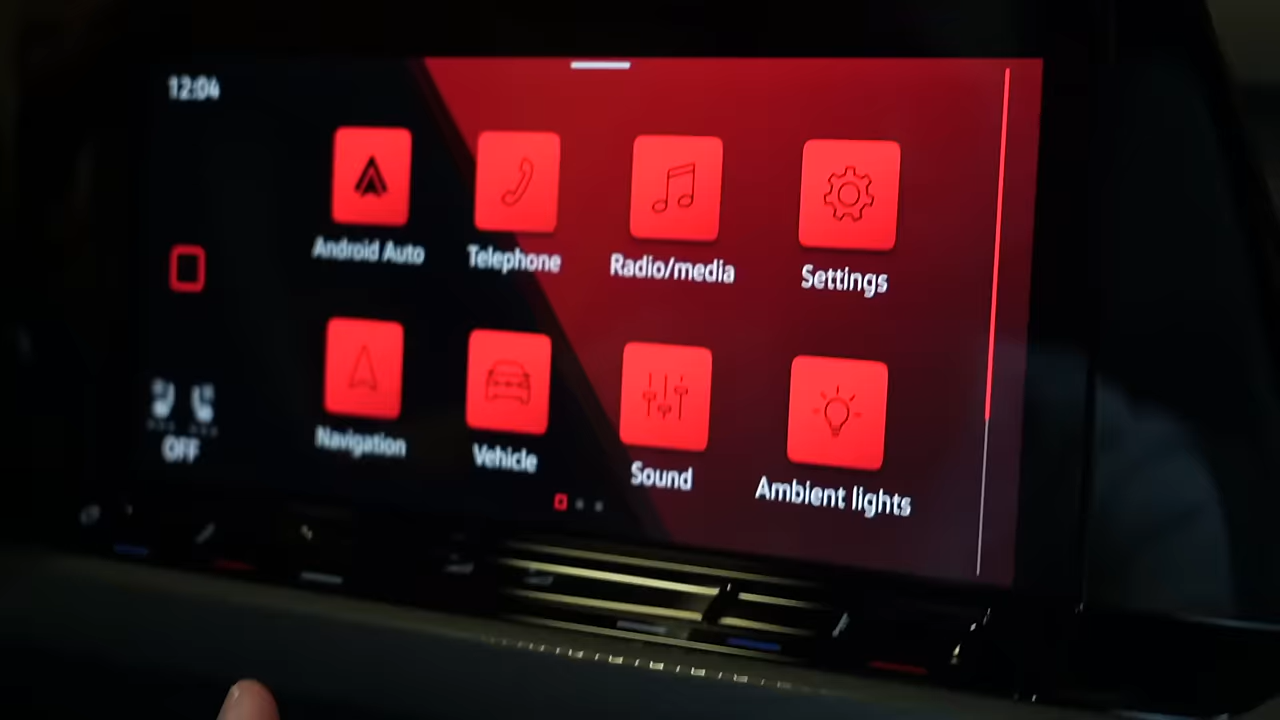 12:04
Android Auto
Telephone
Radio/media
Settings
Navigation
Vehicle
Sound
Ambient lights
OFF